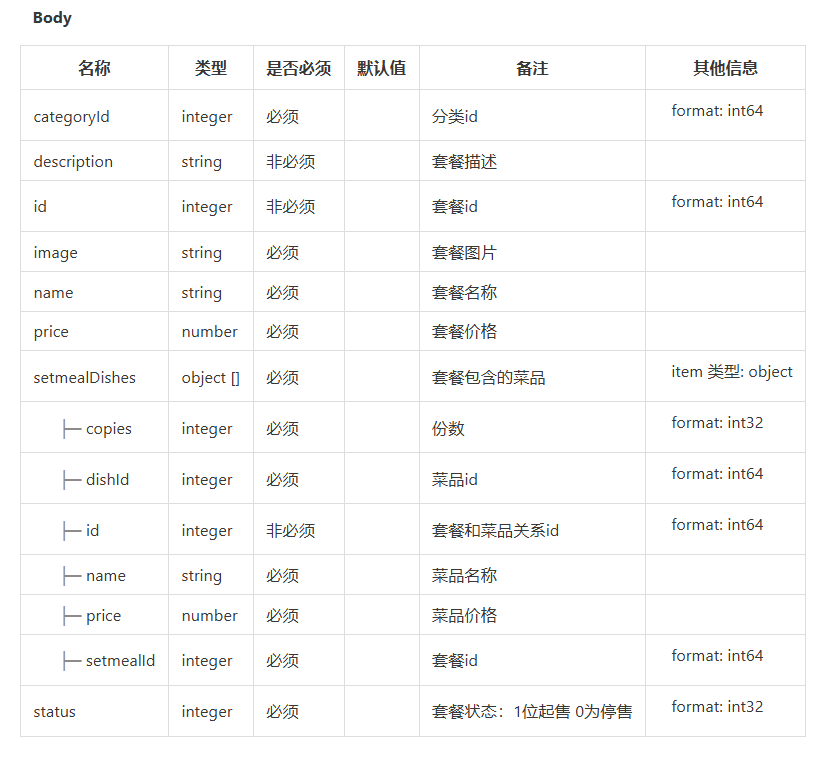 Body
名称 类型 是否必须 默认值 备注 其他信息
categoryId integer 必须 分类id format: int64
description string 非必须 套餐描述
id integer 非必须 套餐id format: int64
image string 必须 套餐图片
name string 必须 套餐名称
price number 必须 套餐价格
setmealDishes object [] 必须 套餐包含的菜品 item 类型: object
├─ copies integer 必须 份数 format: int32
├─ dishId integer 必须 菜品id format: int64
├─ id integer 非必须 套餐和菜品关系id format: int64
├─ name string 必须 菜品名称
├─ price number 必须 菜品价格
├─ setmealId integer 必须 套餐id format: int64
status integer 必须 套餐状态：1位起售 0为停售 format: int32